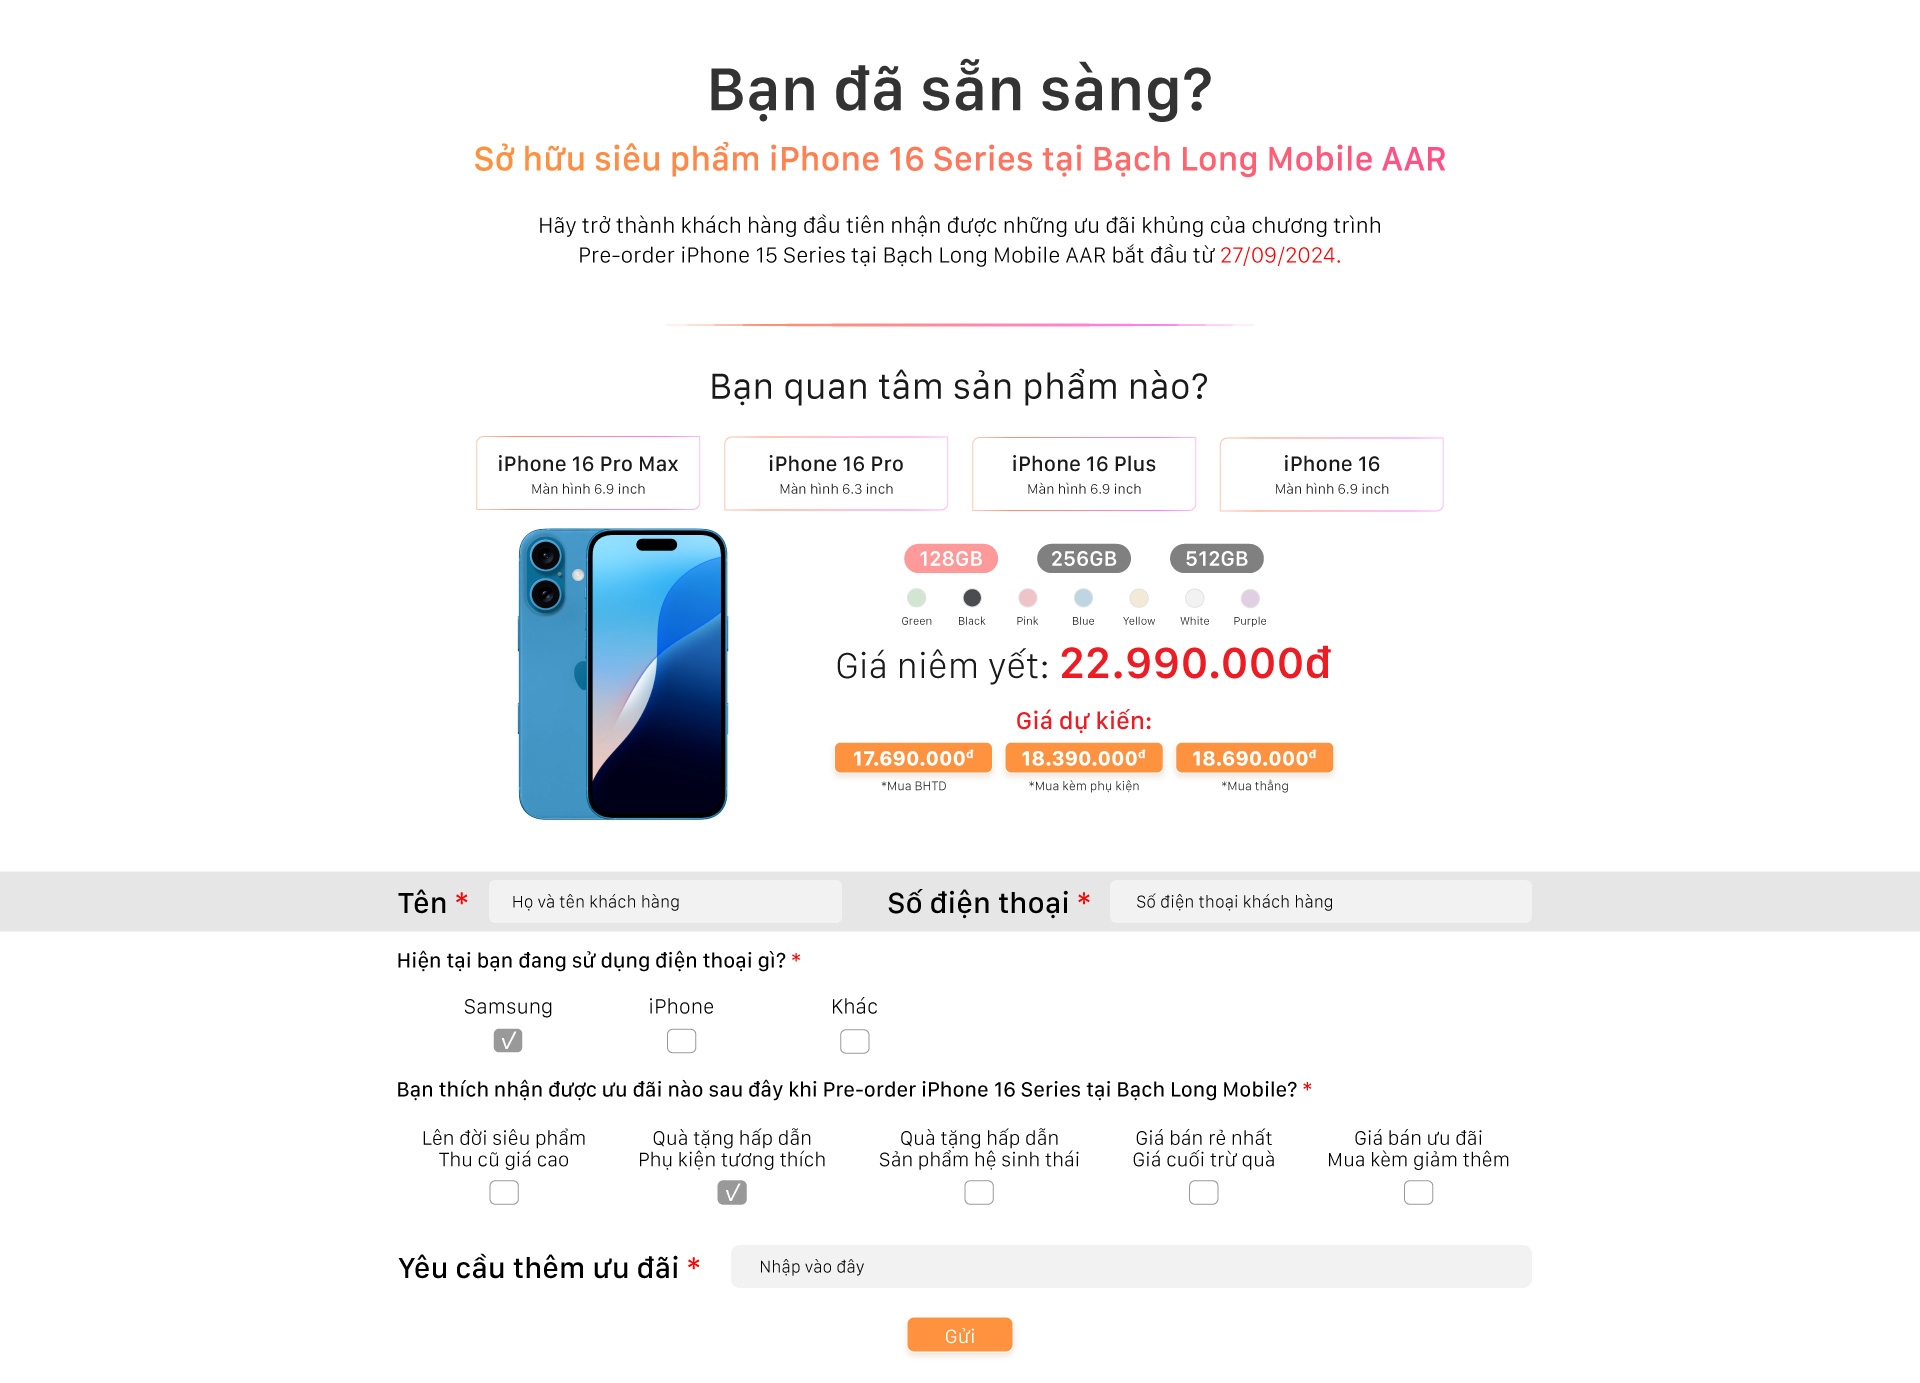 Bạn đã sẵn sàng?
Sở hữu siêu phẩm iPhone 16 Series tại Bạch Long Mobile AAR
Hãy trở thành khách hàng đầu tiên nhận được những ưu đãi khủng của chương trình
Pre-order iPhone 15 Series tại Bạch Long Mobile AAR bắt đầu từ 27/09/2024.
Bạn quan tâm sản phẩm nào?
iPhone 16 Pro Max
Màn hình 6.9 inch
iPhone 16 Pro
Màn hình 6.3 inch
iPhone 16 Plus
Màn hình 6.9 inch
iPhone 16
Màn hình 6.9 inch
128GB 256GB 512GB
Green Black Pink Blue Yellow White Purple
Giá niêm yết: 22.990.000đ
Giá dự kiến:
17.690.000đ 18.390.000đ 18.690.000đ
*Mua BHTD *Mua kèm phụ kiện *Mua thẳng
Tên * Họ và tên khách hàng Số điện thoại * Số điện thoại khách hàng
Hiện tại bạn đang sử dụng điện thoại gì? *
Samsung iPhone Khác
Bạn thích nhận được ưu đãi nào sau đây khi Pre-order iPhone 16 Series tại Bạch Long Mobile? *
Lên đời siêu phẩm
Thu cũ giá cao
Quà tặng hấp dẫn
Phụ kiện tương thích
Quà tặng hấp dẫn
Sản phẩm hệ sinh thái
Giá bán rẻ nhất
Giá cuối trừ quà
Giá bán ưu đãi
Mua kèm giảm thêm
Yêu cầu thêm ưu đãi * Nhập vào đây
Gửi